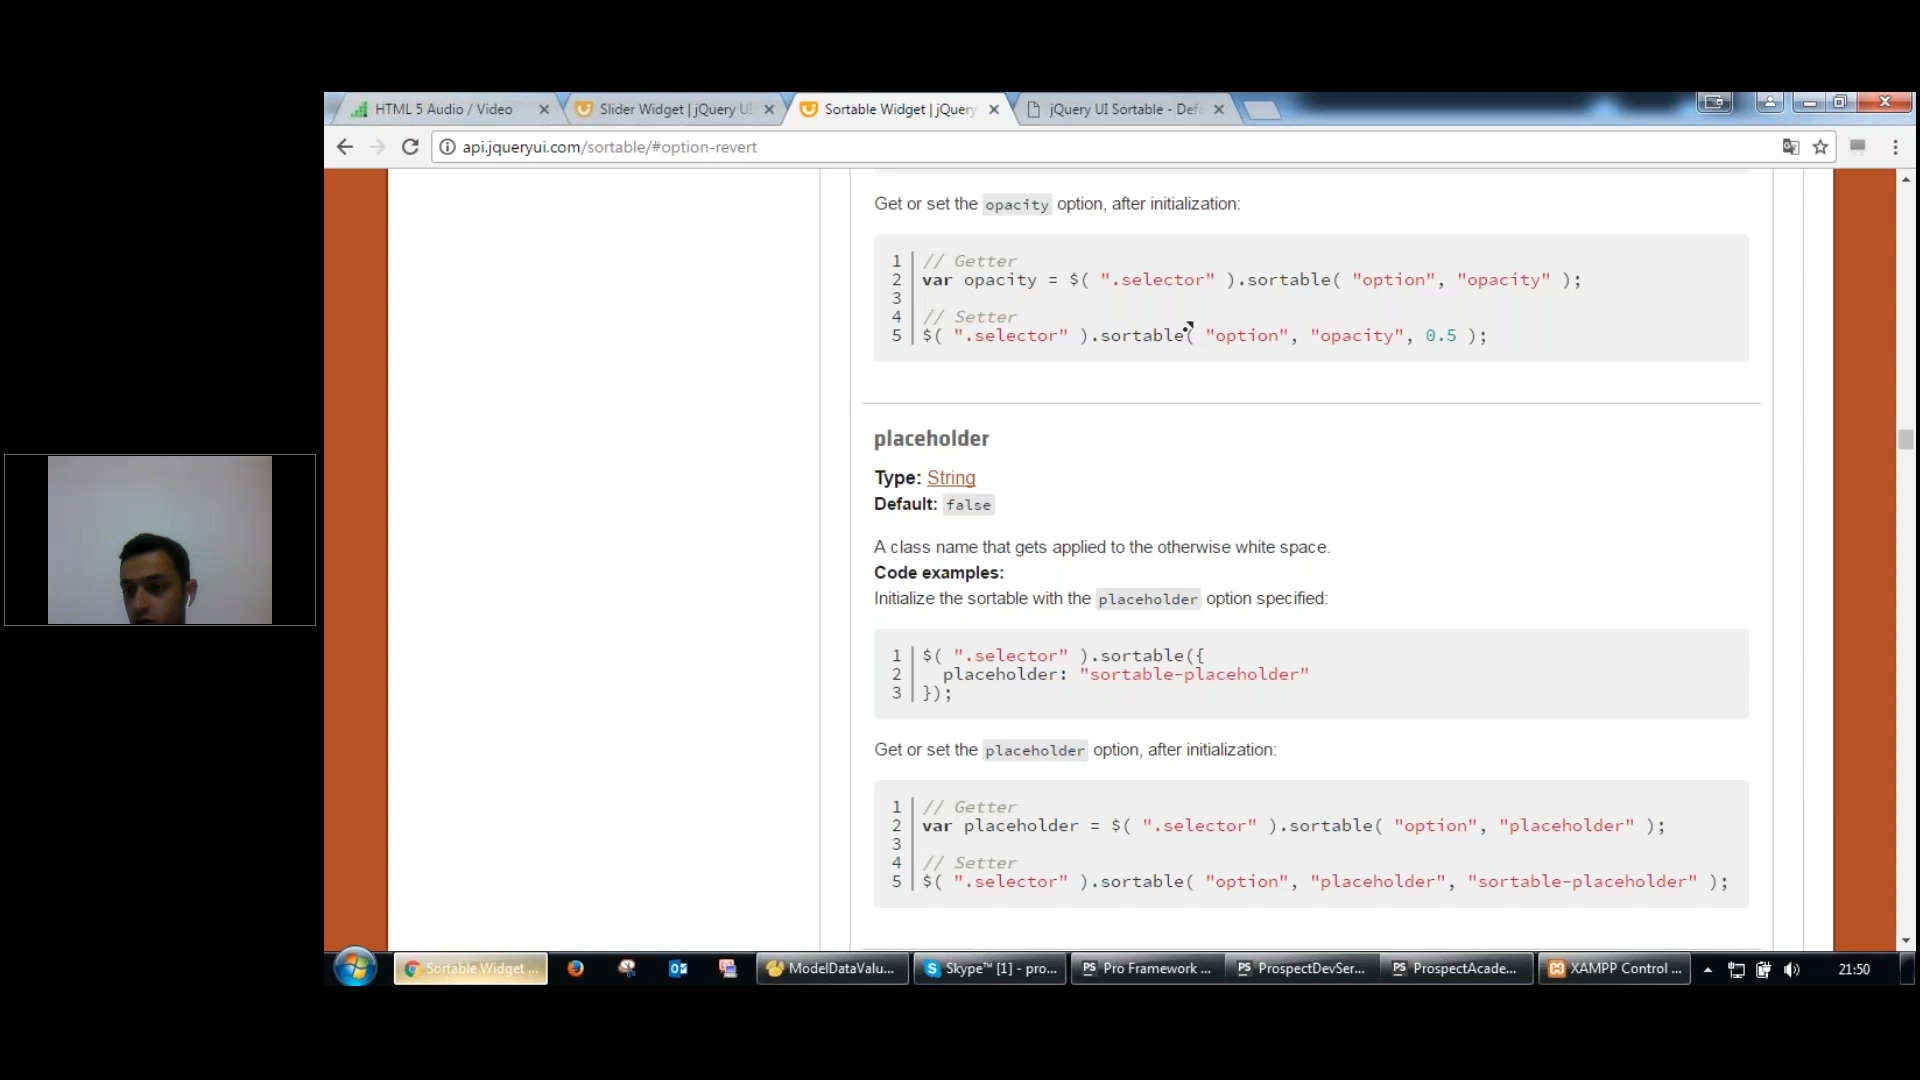 HTML 5 Audio / Video
Slider Widget | jQuery UI
Sortable Widget | jQuery
jQuery UI Sortable - Defa
api.jqueryui.com/sortable/#option-revert
Get or set the opacity option, after initialization:
1 // Getter
2 var opacity = $( ".selector" ).sortable( "option", "opacity" );
3
4 // Setter
5 $( ".selector" ).sortable( "option", "opacity", 0.5 );
placeholder
Type: String
Default: false
A class name that gets applied to the otherwise white space.
Code examples:
Initialize the sortable with the placeholder option specified:
1 $( ".selector" ).sortable({
2 placeholder: "sortable-placeholder"
3 });
Get or set the placeholder option, after initialization:
1 // Getter
2 var placeholder = $( ".selector" ).sortable( "option", "placeholder" );
3
4 // Setter
5 $( ".selector" ).sortable( "option", "placeholder", "sortable-placeholder" );
Sortable Widget ...
ModelDataValu...
Skype™ [1] - pro...
Pro Framework ...
ProspectDevSer...
ProspectAcade...
XAMPP Control ...
21:50